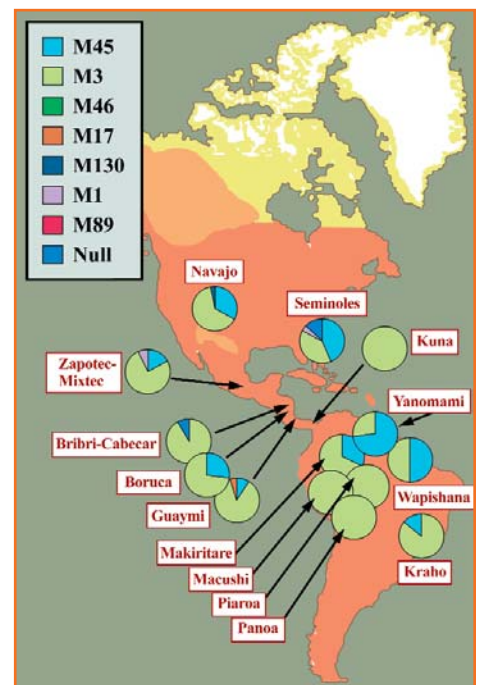 M45
M3
M46
M17
M130
M1
M89
Null
Navajo
Seminoles
Kuna
Zapotec-
Mixtec
Yanomami
Bribri-Cabecar
Boruca
Wapishana
Guaymi
Makiritare
Macushi
Kraho
Piaroa
Panoa